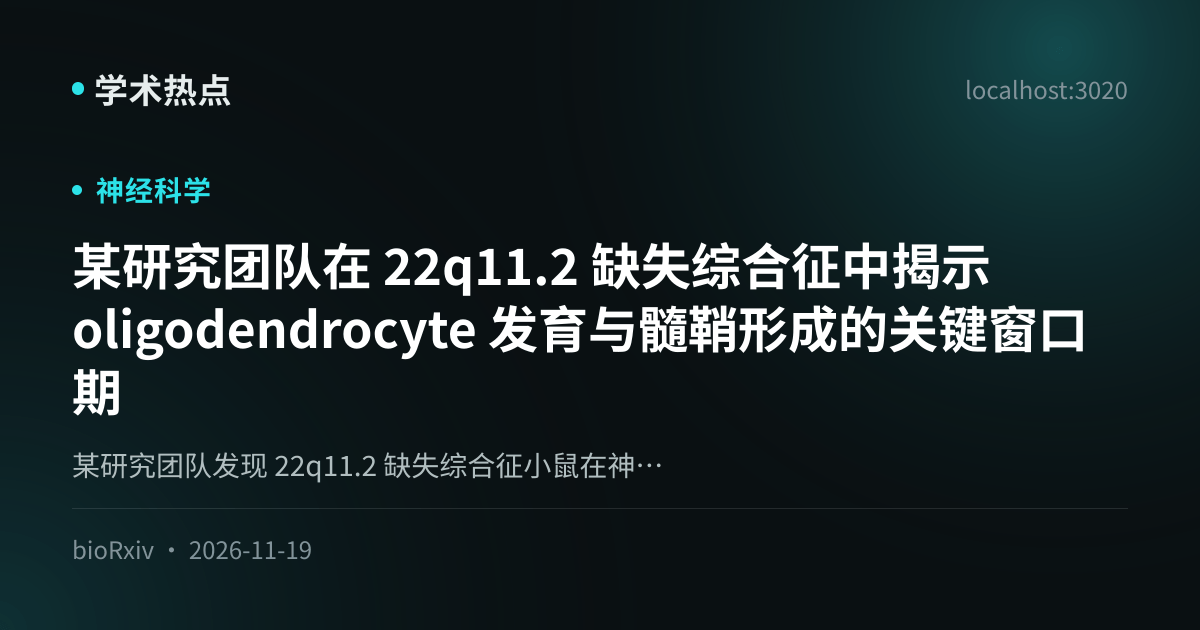 学术热点
localhost:3020
神经科学
某研究团队在 22q11.2 缺失综合征中揭示
oligodendrocyte 发育与髓鞘形成的关键窗口
期
某研究团队发现 22q11.2 缺失综合征小鼠在神…
bioRxiv • 2026-11-19